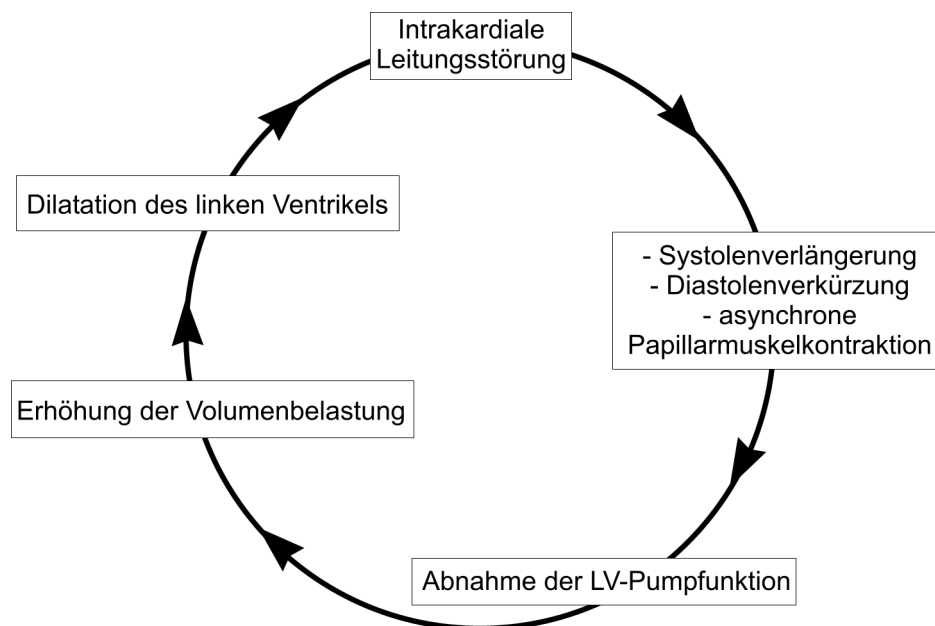 Intrakardiale
Leitungsstörung
- Systolenverlängerung
- Diastolenverkürzung
- asynchrone
Papillarmuskelkontraktion
Abnahme der LV-Pumpfunktion
Erhöhung der Volumenbelastung
Dilatation des linken Ventrikels